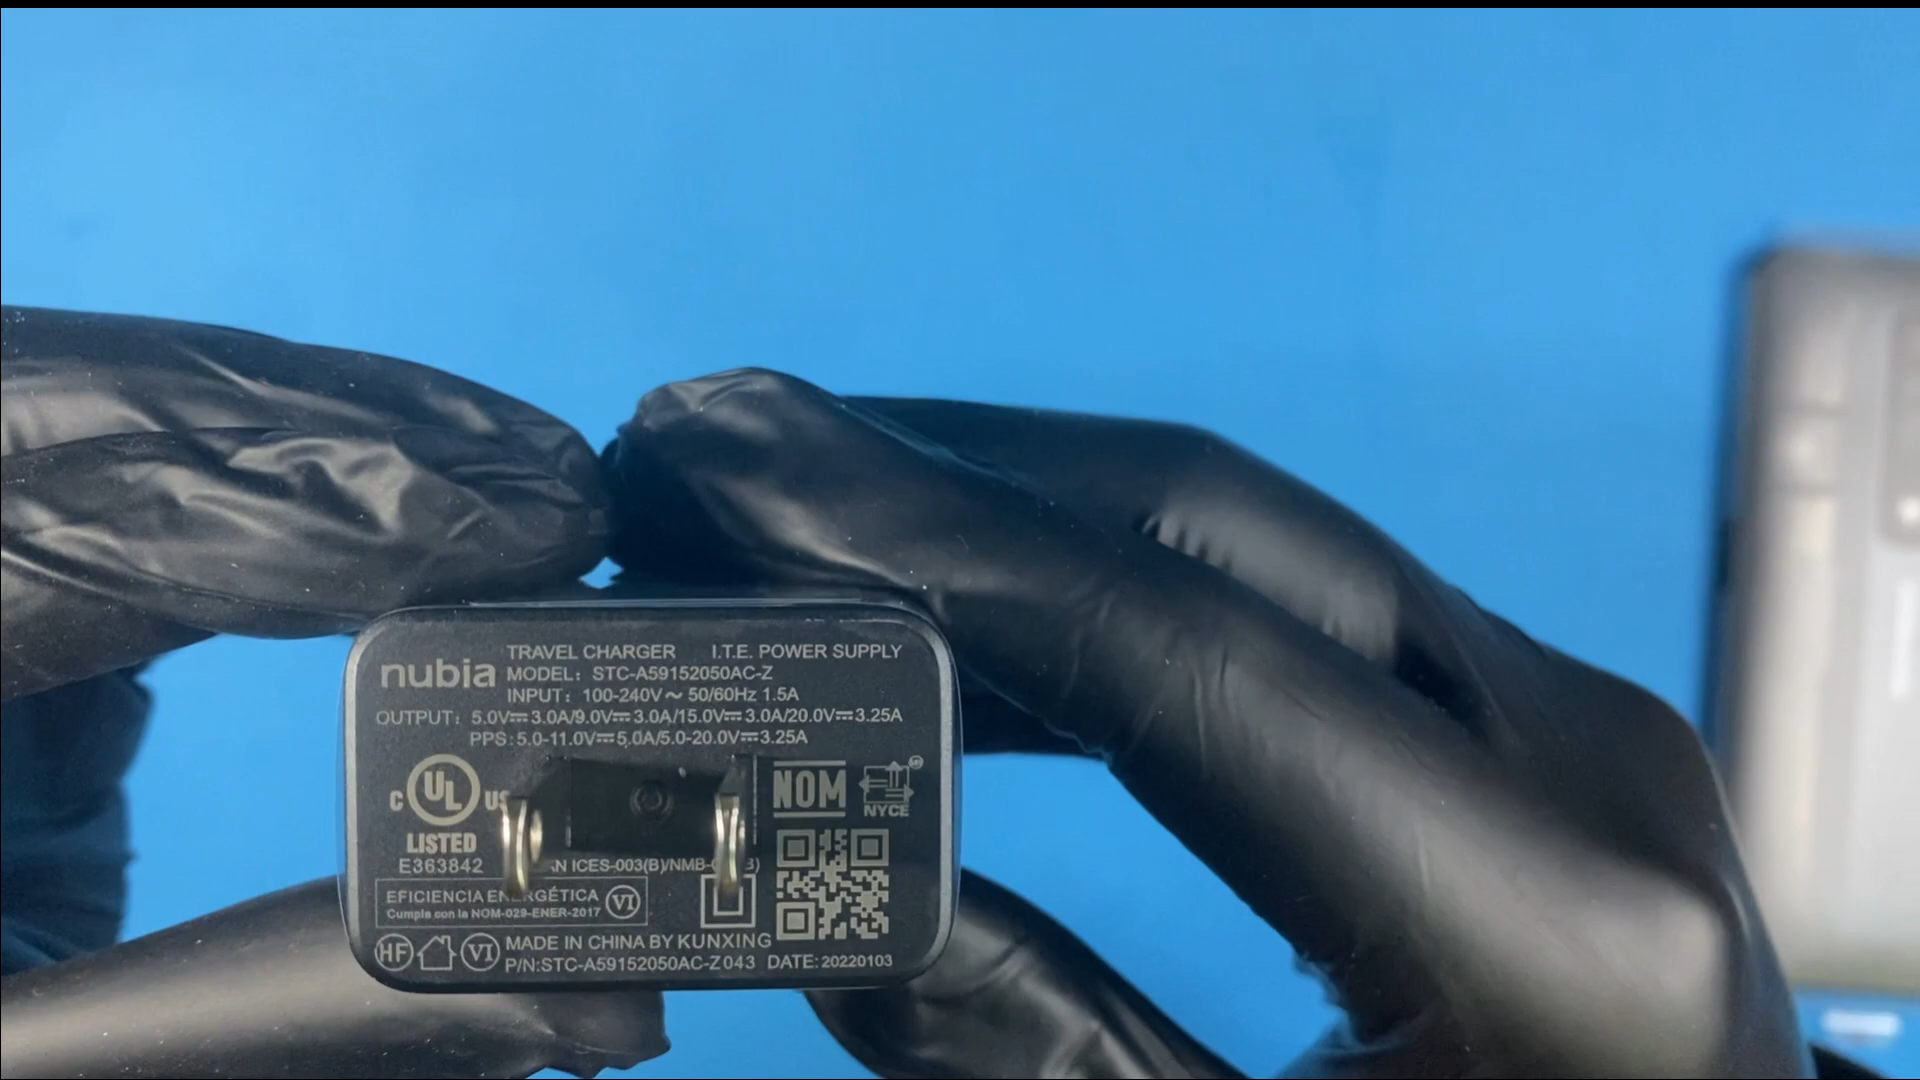 TRAVEL CHARGER I.T.E. POWER SUPPLY
nubia MODEL: STC-A59152050AC-Z
INPUT: 100-240V ~ 50/60Hz 1.5A
OUTPUT: 5.0V⎓3.0A/9.0V⎓3.0A/15.0V⎓3.0A/20.0V⎓3.25A
PPS:5.0-11.0V⎓5.0A/5.0-20.0V⎓3.25A
C UL US
NOM
NYCE
LISTED
E363842
ICES-003(B)/NMB-
EFICIENCIA ENERGÉTICA VI
Cumple con la NOM-029-ENER-2017
HF VI MADE IN CHINA BY KUNXING
P/N:STC-A59152050AC-Z043 DATE:20220103